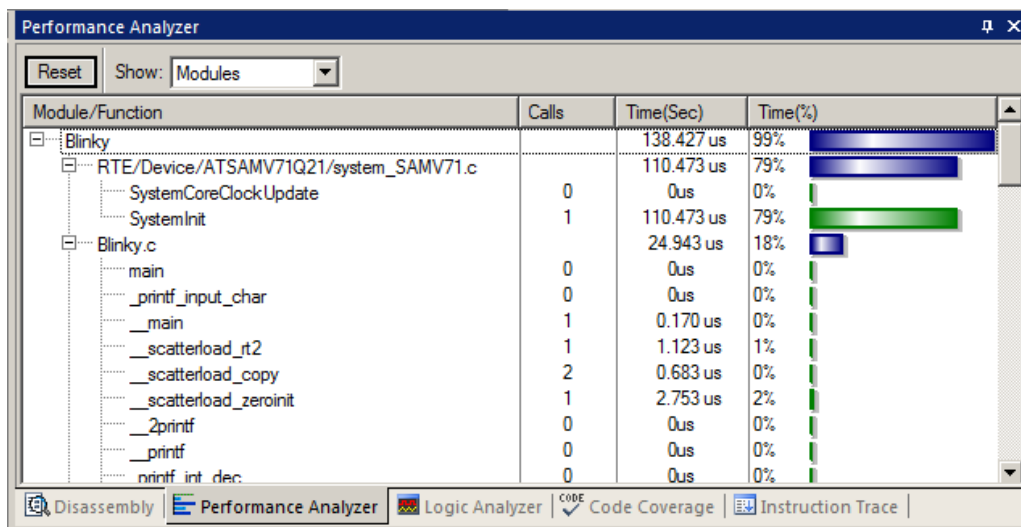 Performance Analyzer
Reset Show: Modules
Module/Function Calls Time(Sec) Time(%)
Blinky 138.427 us 99%
RTE/Device/ATSAMV71Q21/system_SAMV71.c 110.473 us 79%
SystemCoreClockUpdate 0 0us 0%
SystemInit 1 110.473 us 79%
Blinky.c 24.943 us 18%
main 0 0us 0%
_printf_input_char 0 0us 0%
__main 1 0.170 us 0%
__scatterload_rt2 1 1.123 us 1%
__scatterload_copy 2 0.683 us 0%
__scatterload_zeroinit 1 2.753 us 2%
__2printf 0 0us 0%
__printf 0 0us 0%
_printf_int_dec 0 0us 0%
Disassembly Performance Analyzer Logic Analyzer CODE Code Coverage Instruction Trace